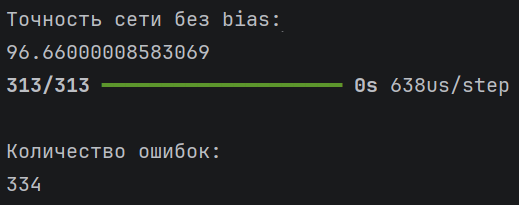 Точность сети без bias:
96.66000008583069
313/313 ━━━━━━━━━━━━━━━━━━━━ 0s 638us/step
Количество ошибок:
334